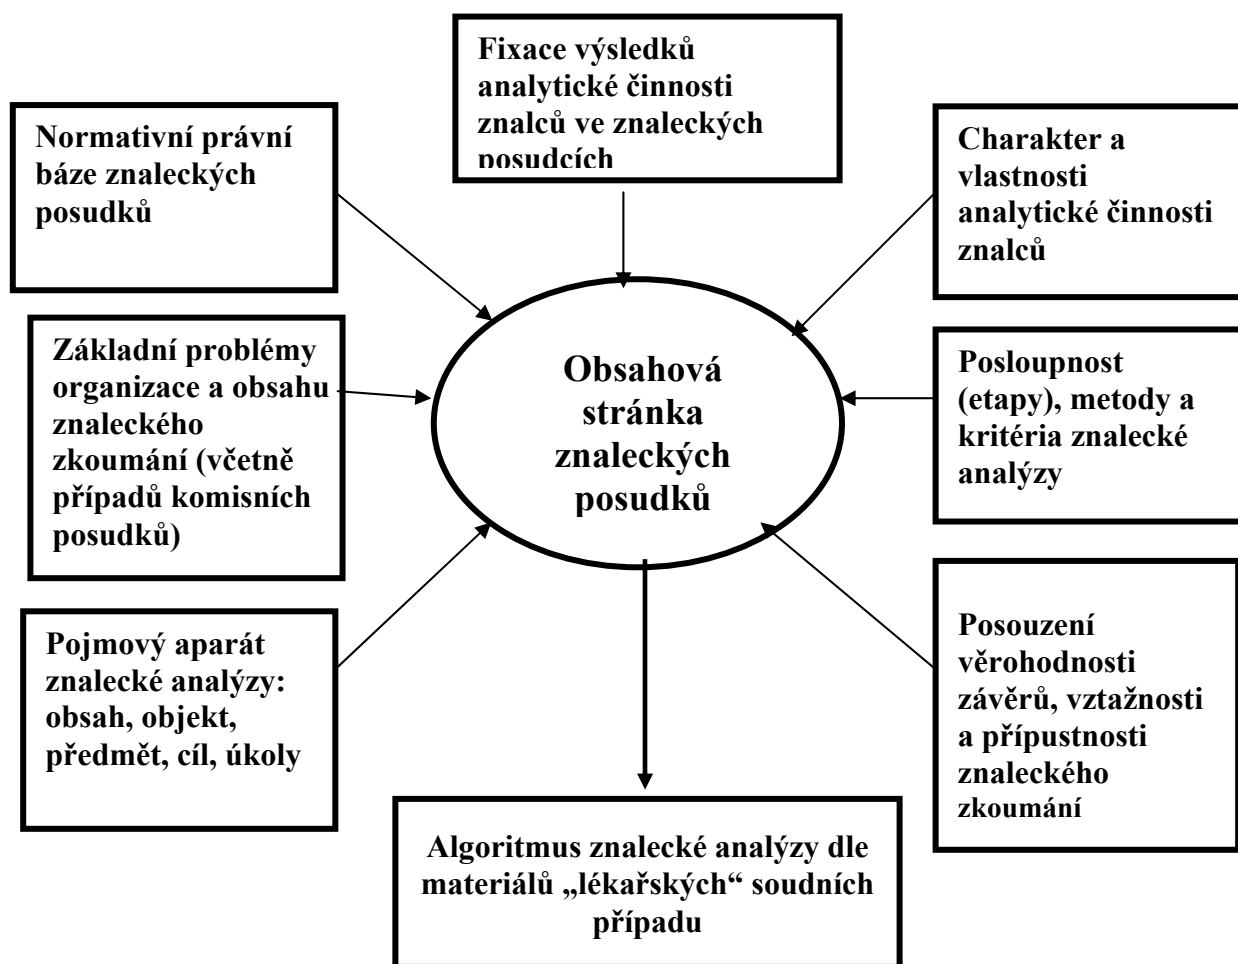 Fixace výsledků
analytické činnosti
znalců ve znaleckých
posudcích
Normativní právní
báze znaleckých
posudků
Charakter a
vlastnosti
analytické činnosti
znalců
Základní problémy
organizace a obsahu
znaleckého
zkoumání (včetně
případů komisních
posudků)
Obsahová
stránka
znaleckých
posudků
Posloupnost
(etapy), metody a
kritéria znalecké
analýzy
Pojmový aparát
znalecké analýzy:
obsah, objekt,
předmět, cíl, úkoly
Posouzení
věrohodnosti
závěrů, vztažnosti
a přípustnosti
znaleckého
zkoumání
Algoritmus znalecké analýzy dle
materiálů „lékařských“ soudních
případu